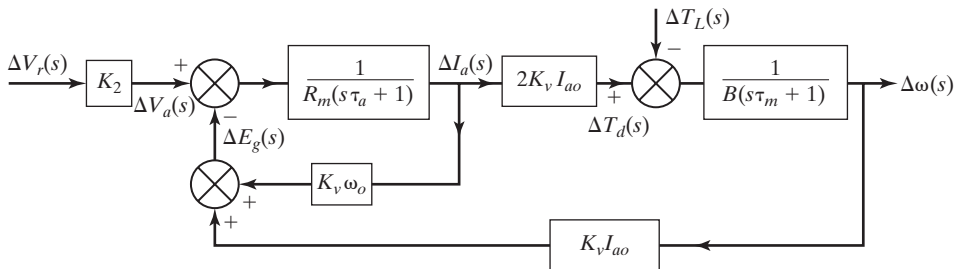 ΔT_L(s)
ΔV_r(s)
K_2
+
ΔV_a(s)
−
ΔE_g(s)
1 / R_m(sτ_a + 1)
ΔI_a(s)
2K_v I_ao
+
−
ΔT_d(s)
1 / B(sτ_m + 1)
Δω(s)
K_v ω_o
+
+
K_v I_ao